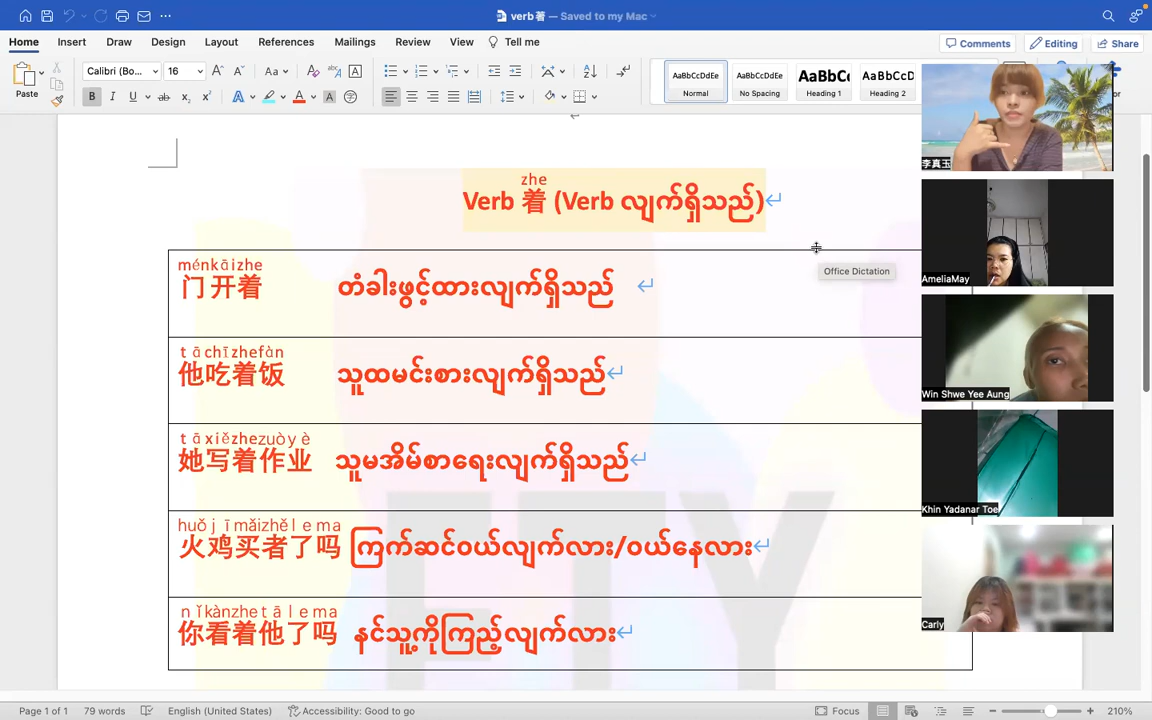 verb着 — Saved to my Mac
Home Insert Draw Design Layout References Mailings Review View Tell me
Comments Editing Share
Paste
Calibri (Bo... 16
AaBbCcDdEe AaBbCcDdEe AaBbCc AaBbCcD
Normal No Spacing Heading 1 Heading 2
zhe
Verb 着 (Verb လျက်ရှိသည်)
Office Dictation
ménkāizhe
门开着 တံခါးဖွင့်ထားလျက်ရှိသည်
tāchīzhefàn
他吃着饭 သူထမင်းစားလျက်ရှိသည်
tāxiězhezuòyè
她写着作业 သူမအိမ်စာရေးလျက်ရှိသည်
huǒjīmǎizhělema
火鸡买者了吗 ကြက်ဆင်ဝယ်လျက်လား/ဝယ်နေလား
nǐkànzhetālema
你看着他了吗 နင်သူ့ကိုကြည့်လျက်လား
李真玉
AmeliaMay
Win Shwe Yee Aung
Khin Yadanar Toe
Carly
Page 1 of 1 79 words English (United States) Accessibility: Good to go Focus 210%